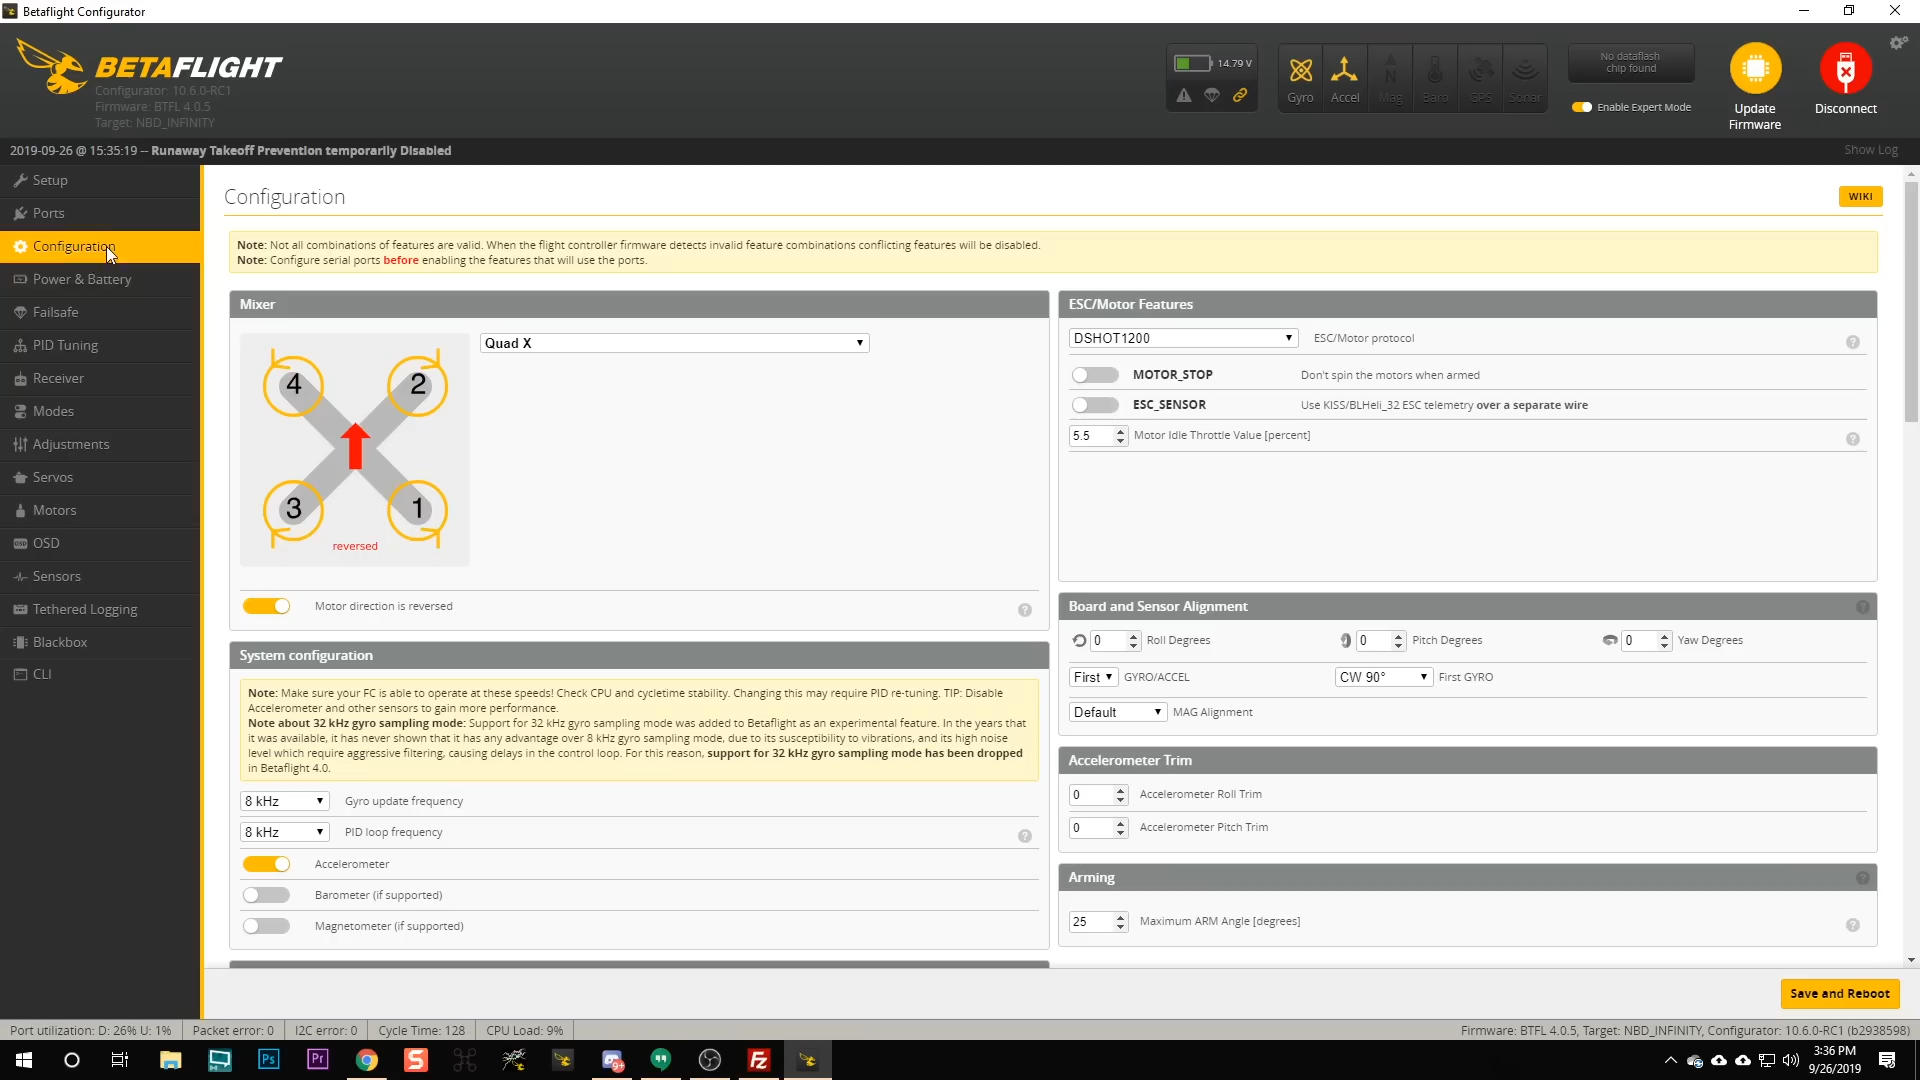 Betaflight Configurator
BETAFLIGHT
Configurator: 10.6.0-RC1
Firmware: BTFL 4.0.5
Target: NBD_INFINITY
14.79 V
Gyro
Accel
Mag
Baro
GPS
Sonar
No dataflash
chip found
Enable Expert Mode
Update
Firmware
Disconnect
2019-09-26 @ 15:35:19 -- Runaway Takeoff Prevention temporarily Disabled
Show Log
Setup
Ports
Configuration
Power & Battery
Failsafe
PID Tuning
Receiver
Modes
Adjustments
Servos
Motors
OSD
Sensors
Tethered Logging
Blackbox
CLI
Configuration
WIKI
Note: Not all combinations of features are valid. When the flight controller firmware detects invalid feature combinations conflicting features will be disabled.
Note: Configure serial ports before enabling the features that will use the ports.
Mixer
4
2
3
1
reversed
Quad X
Motor direction is reversed
?
System configuration
Note: Make sure your FC is able to operate at these speeds! Check CPU and cycletime stability. Changing this may require PID re-tuning. TIP: Disable
Accelerometer and other sensors to gain more performance.
Note about 32 kHz gyro sampling mode: Support for 32 kHz gyro sampling mode was added to Betaflight as an experimental feature. In the years that
it was available, it has never shown that it has any advantage over 8 kHz gyro sampling mode, due to its susceptibility to vibrations, and its high noise
level which require aggressive filtering, causing delays in the control loop. For this reason, support for 32 kHz gyro sampling mode has been dropped
in Betaflight 4.0.
8 kHz Gyro update frequency
8 kHz PID loop frequency
?
Accelerometer
Barometer (if supported)
Magnetometer (if supported)
ESC/Motor Features
DSHOT1200 ESC/Motor protocol
?
MOTOR_STOP Don't spin the motors when armed
ESC_SENSOR Use KISS/BLHeli_32 ESC telemetry over a separate wire
5.5 Motor Idle Throttle Value [percent]
?
Board and Sensor Alignment
?
0 Roll Degrees 0 Pitch Degrees 0 Yaw Degrees
First GYRO/ACCEL CW 90° First GYRO
Default MAG Alignment
Accelerometer Trim
0 Accelerometer Roll Trim
0 Accelerometer Pitch Trim
Arming
?
25 Maximum ARM Angle [degrees]
?
Save and Reboot
Port utilization: D: 26% U: 1% Packet error: 0 I2C error: 0 Cycle Time: 128 CPU Load: 9%
Firmware: BTFL 4.0.5, Target: NBD_INFINITY, Configurator: 10.6.0-RC1 (b2938598)
Ps
Pr
S
9+
Fz
3:36 PM
9/26/2019